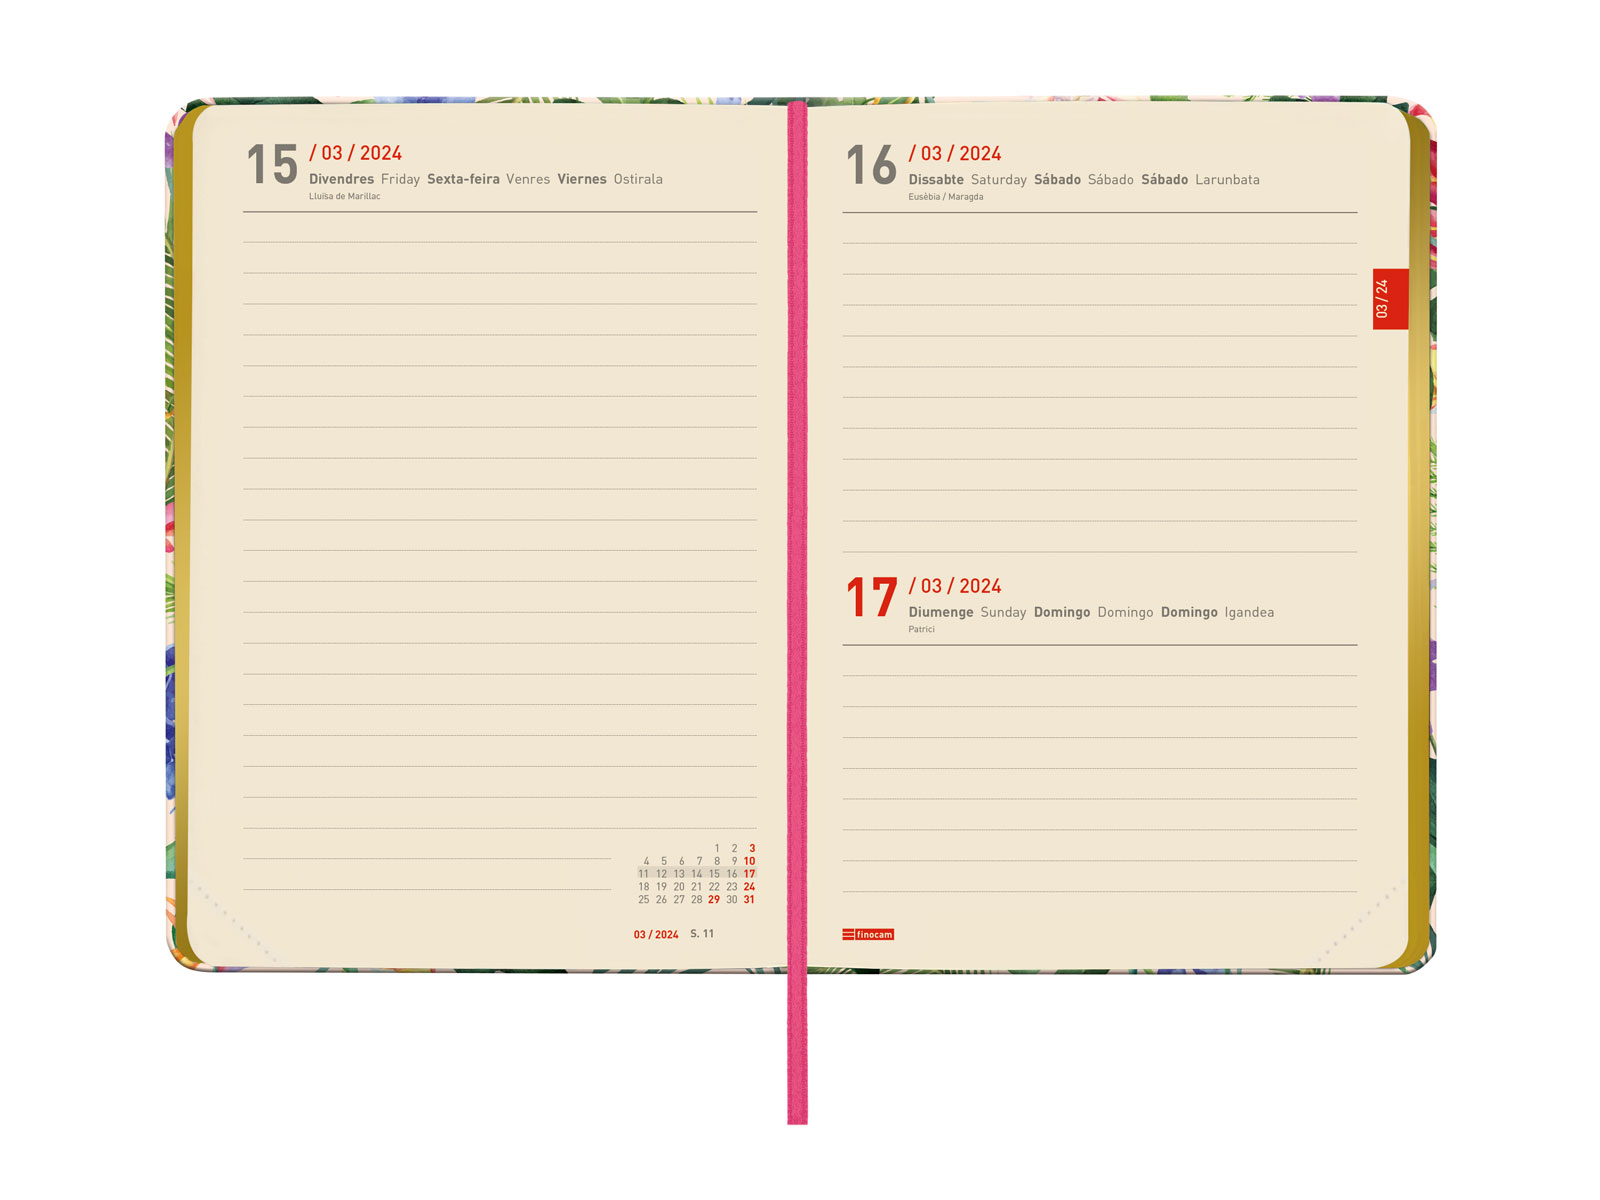 15 / 03 / 2024
Divendres Friday Sexta-feira Venres Viernes Ostirala
Lluïsa de Marillac
1 2 3
4 5 6 7 8 9 10
11 12 13 14 15 16 17
18 19 20 21 22 23 24
25 26 27 28 29 30 31
03 / 2024 S. 11
16 / 03 / 2024
Dissabte Saturday Sábado Sábado Sábado Larunbata
Eusèbia / Maragda
03 / 24
17 / 03 / 2024
Diumenge Sunday Domingo Domingo Domingo Igandea
Patrici
finocam